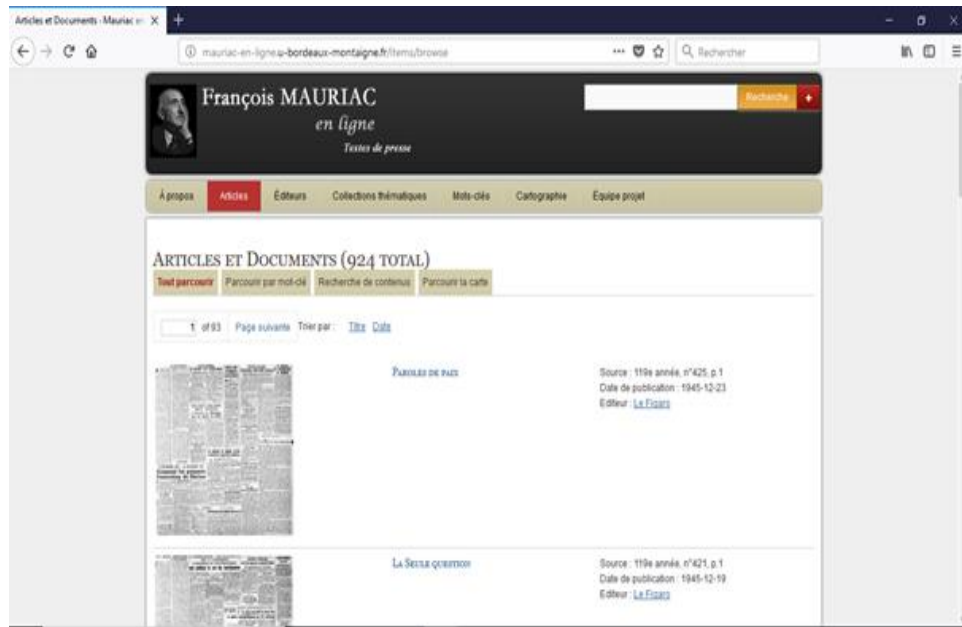 Articles et Documents · Mauriac en
mauriac-en-ligne.u-bordeaux-montaigne.fr/items/browse
Rechercher
François MAURIAC
en ligne
Textes de presse
Recherche +
À propos Articles Éditeurs Collections thématiques Mots-clés Cartographie Équipe projet
ARTICLES ET DOCUMENTS (924 TOTAL)
Tout parcourir Parcourir par mot-clé Recherche de contenus Parcourir la carte
1 of 93 Page suivante Trier par : Titre Date
PAROLES DE PAIX
Source : 119e année, n°425, p.1
Date de publication : 1945-12-23
Editeur : Le Figaro
LA SEULE QUESTION
Source : 119e année, n°421, p.1
Date de publication : 1945-12-19
Editeur : Le Figaro